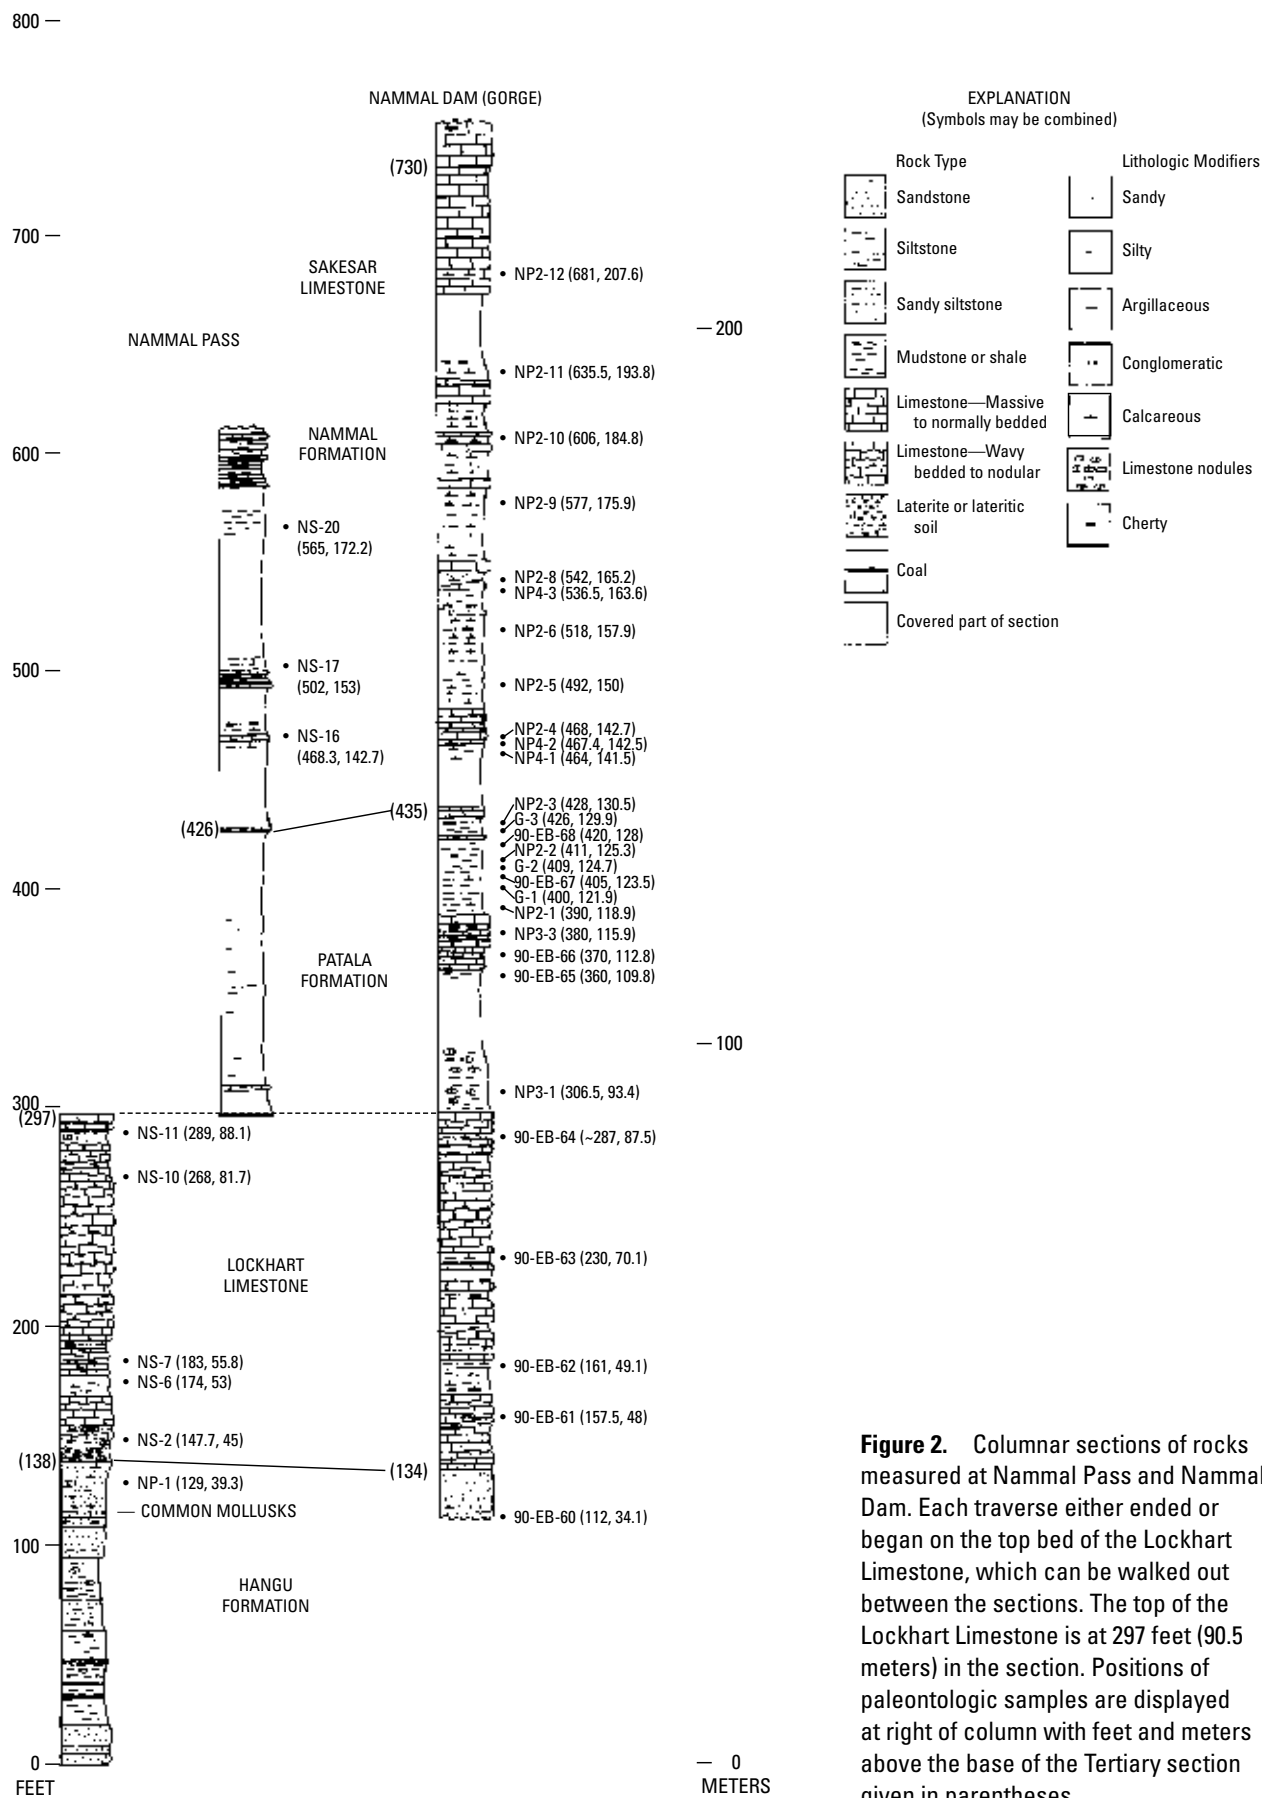 800
NAMMAL DAM (GORGE)
(730)
700
SAKESAR
LIMESTONE
NP2-12 (681, 207.6)
NAMMAL PASS
200
NP2-11 (635.5, 193.8)
NAMMAL
FORMATION
600
NP2-10 (606, 184.8)
NP2-9 (577, 175.9)
NS-20
(565, 172.2)
NP2-8 (542, 165.2)
NP4-3 (536.5, 163.6)
NP2-6 (518, 157.9)
500
NS-17
(502, 153)
NP2-5 (492, 150)
NS-16
(468.3, 142.7)
NP2-4 (468, 142.7)
NP4-2 (467.4, 142.5)
NP4-1 (464, 141.5)
(426)
(435)
NP2-3 (428, 130.5)
G-3 (426, 129.9)
90-EB-68 (420, 128)
NP2-2 (411, 125.3)
G-2 (409, 124.7)
90-EB-67 (405, 123.5)
G-1 (400, 121.9)
NP2-1 (390, 118.9)
400
NP3-3 (380, 115.9)
90-EB-66 (370, 112.8)
90-EB-65 (360, 109.8)
PATALA
FORMATION
100
NP3-1 (306.5, 93.4)
300
(297)
NS-11 (289, 88.1)
90-EB-64 (~287, 87.5)
NS-10 (268, 81.7)
LOCKHART
LIMESTONE
90-EB-63 (230, 70.1)
200
NS-7 (183, 55.8)
NS-6 (174, 53)
90-EB-62 (161, 49.1)
90-EB-61 (157.5, 48)
NS-2 (147.7, 45)
(138)
(134)
NP-1 (129, 39.3)
COMMON MOLLUSKS
90-EB-60 (112, 34.1)
100
HANGU
FORMATION
0
FEET
0
METERS
EXPLANATION
(Symbols may be combined)
Rock Type
Sandstone
Siltstone
Sandy siltstone
Mudstone or shale
Limestone—Massive
to normally bedded
Limestone—Wavy
bedded to nodular
Laterite or lateritic
soil
Coal
Covered part of section
Lithologic Modifiers
Sandy
Silty
Argillaceous
Conglomeratic
Calcareous
Limestone nodules
Cherty
Figure 2. Columnar sections of rocks
measured at Nammal Pass and Nammal
Dam. Each traverse either ended or
began on the top bed of the Lockhart
Limestone, which can be walked out
between the sections. The top of the
Lockhart Limestone is at 297 feet (90.5
meters) in the section. Positions of
paleontologic samples are displayed
at right of column with feet and meters
above the base of the Tertiary section
given in parentheses